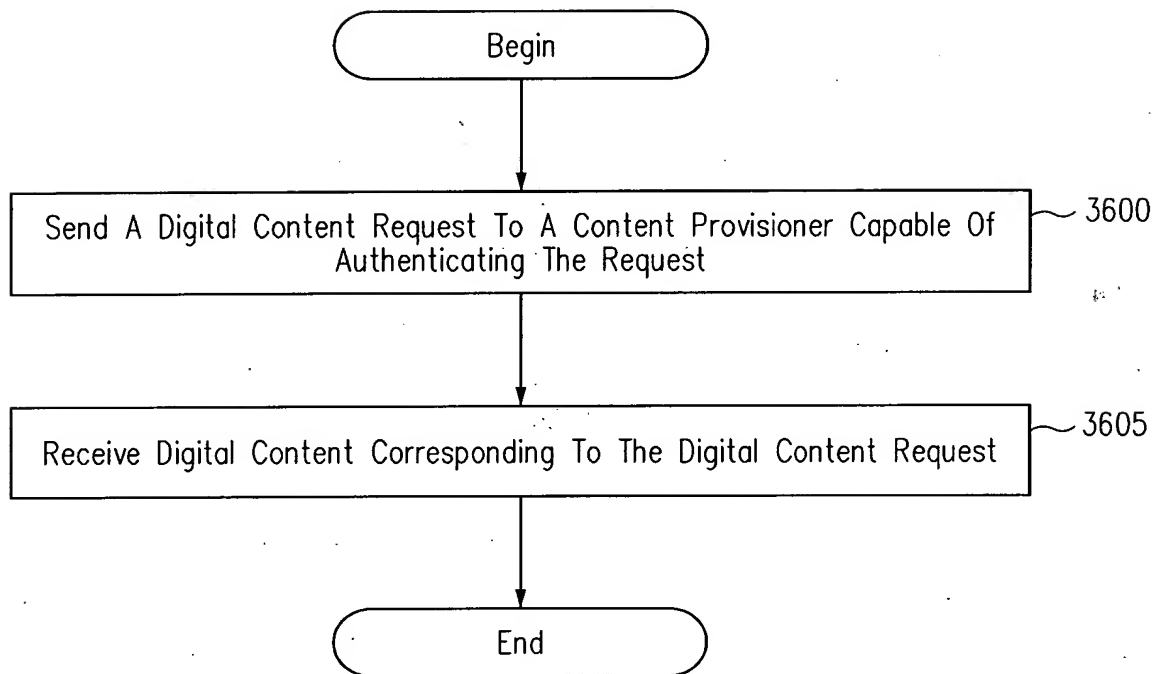 Begin
Send A Digital Content Request To A Content Provisioner Capable Of
Authenticating The Request
3600
Receive Digital Content Corresponding To The Digital Content Request
3605
End